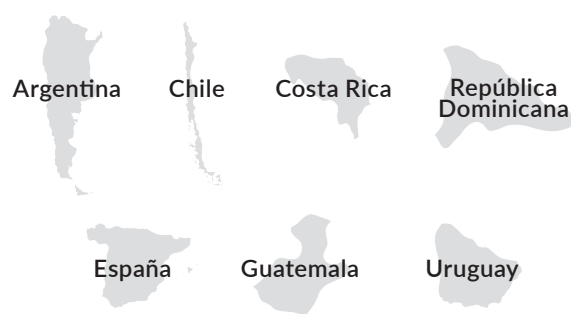 Argentina
Chile
Costa Rica
República
Dominicana
España
Guatemala
Uruguay